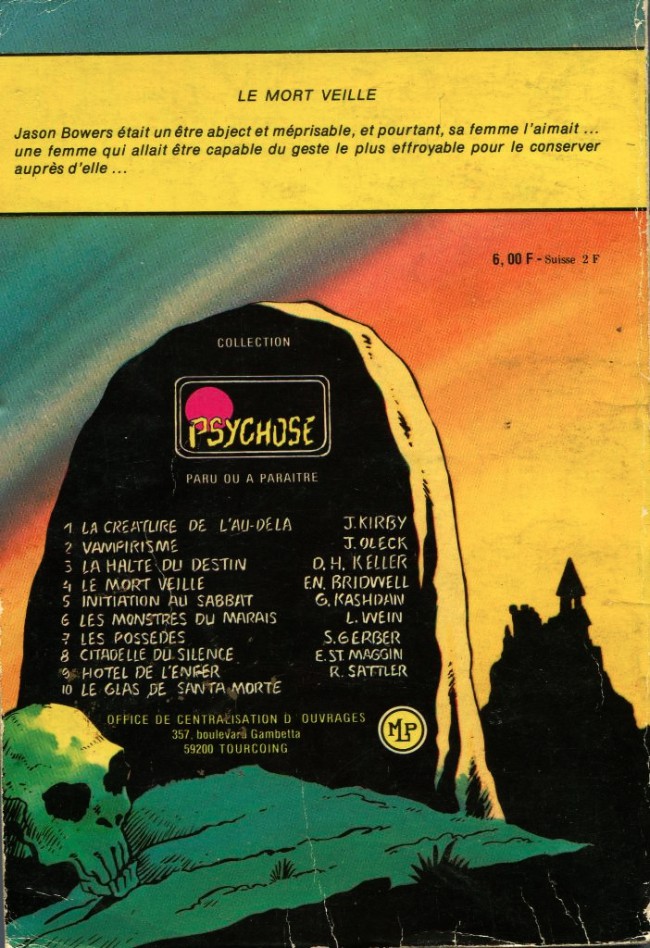 LE MORT VEILLE
Jason Bowers était un être abject et méprisable, et pourtant, sa femme l'aimait ...
une femme qui allait être capable du geste le plus effroyable pour le conserver
auprès d'elle ...
6,00 F - Suisse 2 F
COLLECTION
PSYCHOSE
PARU OU A PARAITRE
1 LA CREATURE DE L'AU-DELA J. KIRBY
2 VAMPIRISME J. OLECK
3 LA HALTE DU DESTIN D.H. KELLER
4 LE MORT VEILLE EN. BRIDWELL
5 INITIATION AU SABBAT G. KASHDAN
6 LES MONSTRES DU MARAIS L. WEIN
7 LES POSSEDES S. GERBER
8 CITADELLE DU SILENCE E. ST. MAGGIN
9 HOTEL DE L'ENFER R. SATTLER
10 LE GLAS DE SANTA MORTE
OFFICE DE CENTRALISATION D'OUVRAGES
357, boulevard Gambetta
59200 TOURCOING
MLP